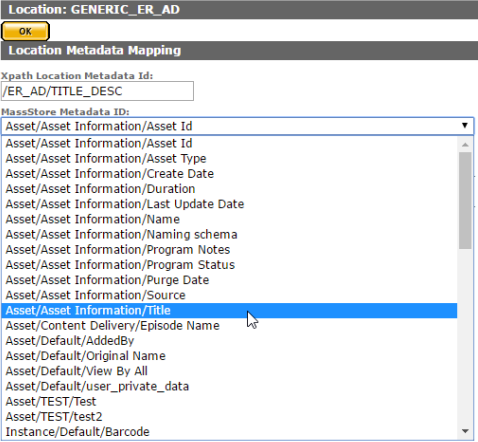 Location: GENERIC_ER_AD
OK
Location Metadata Mapping
Xpath Location Metadata Id:
/ER_AD/TITLE_DESC
MassStore Metadata ID:
Asset/Asset Information/Asset Id
Asset/Asset Information/Asset Id
Asset/Asset Information/Asset Type
Asset/Asset Information/Create Date
Asset/Asset Information/Duration
Asset/Asset Information/Last Update Date
Asset/Asset Information/Name
Asset/Asset Information/Naming schema
Asset/Asset Information/Program Notes
Asset/Asset Information/Program Status
Asset/Asset Information/Purge Date
Asset/Asset Information/Source
Asset/Asset Information/Title
Asset/Content Delivery/Episode Name
Asset/Default/AddedBy
Asset/Default/Original Name
Asset/Default/View By All
Asset/Default/user_private_data
Asset/TEST/Test
Asset/TEST/test2
Instance/Default/Barcode